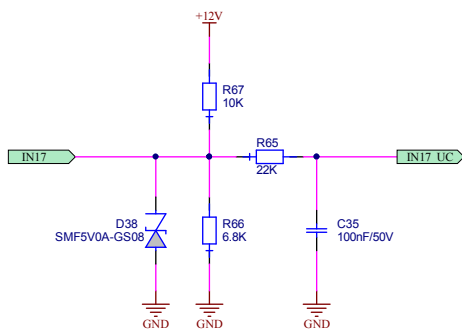 +12V
R67
10K
IN17
R65
22K
IN17_UC
D38
SMF5V0A-GS08
R66
6.8K
C35
100nF/50V
GND
GND
GND